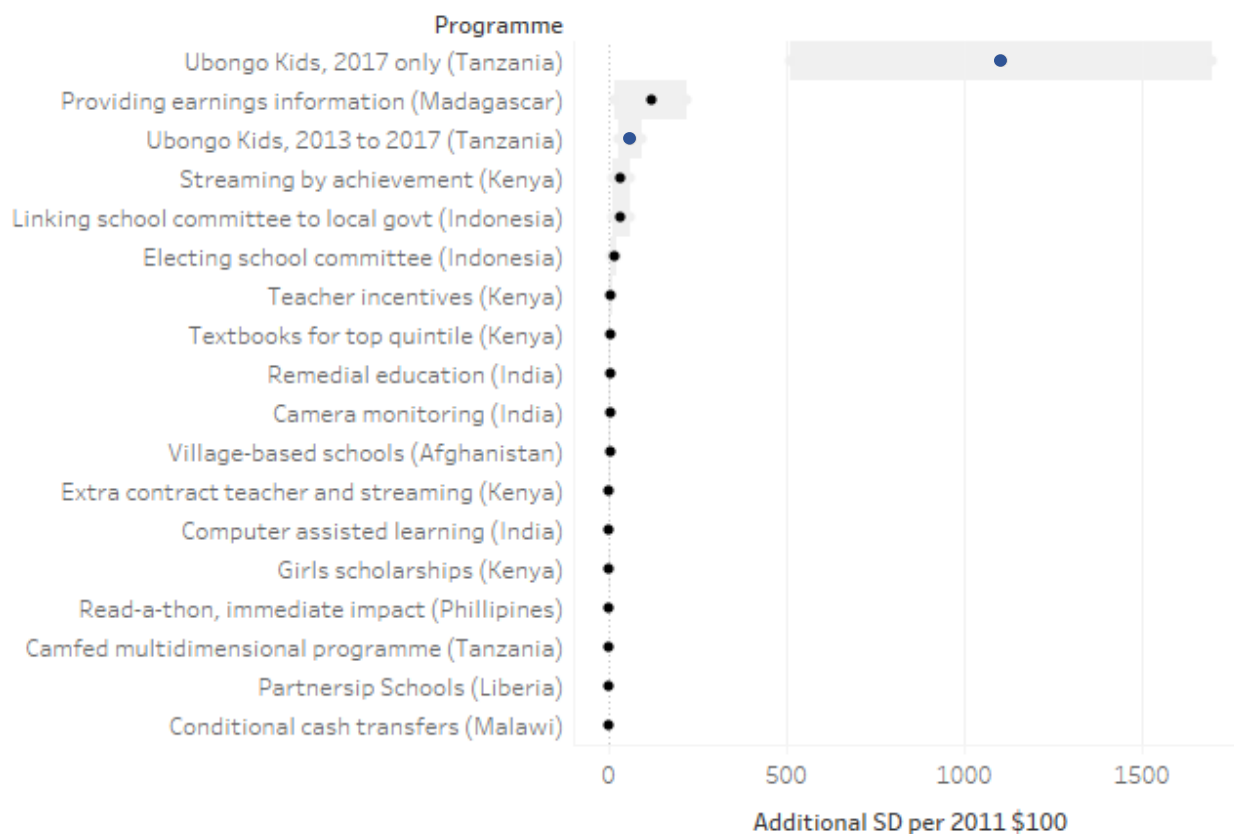 Programme
Ubongo Kids, 2017 only (Tanzania)
Providing earnings information (Madagascar)
Ubongo Kids, 2013 to 2017 (Tanzania)
Streaming by achievement (Kenya)
Linking school committee to local govt (Indonesia)
Electing school committee (Indonesia)
Teacher incentives (Kenya)
Textbooks for top quintile (Kenya)
Remedial education (India)
Camera monitoring (India)
Village-based schools (Afghanistan)
Extra contract teacher and streaming (Kenya)
Computer assisted learning (India)
Girls scholarships (Kenya)
Read-a-thon, immediate impact (Phillipines)
Camfed multidimensional programme (Tanzania)
Partnersip Schools (Liberia)
Conditional cash transfers (Malawi)
0 500 1000 1500
Additional SD per 2011 $100